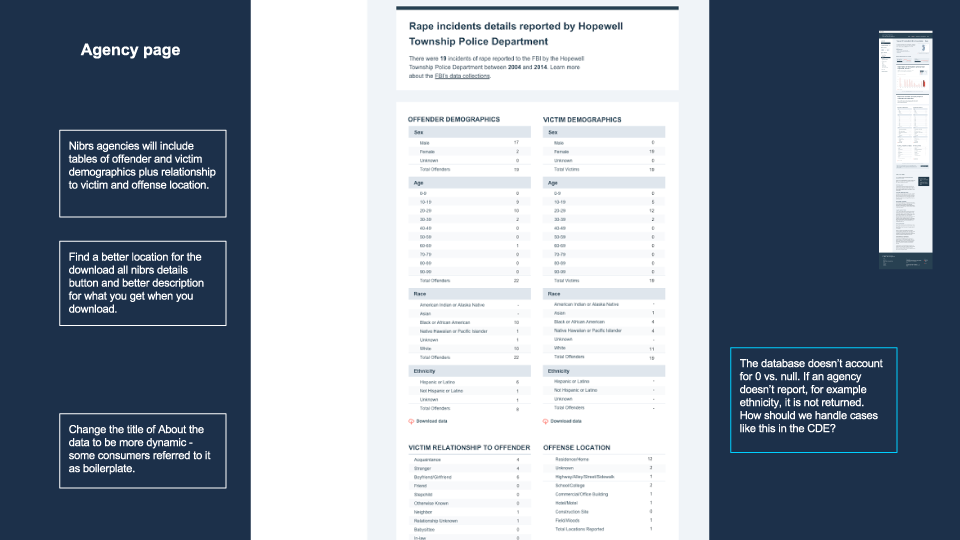 Agency page
Nibrs agencies will include
tables of offender and victim
demographics plus relationship
to victim and offense location.
Find a better location for the
download all nibrs details
button and better description
for what you get when you
download.
Change the title of About the
data to be more dynamic -
some consumers referred to it
as boilerplate.
Rape incidents details reported by Hopewell
Township Police Department
There were 19 incidents of rape reported to the FBI by the Hopewell
Township Police Department between 2004 and 2014. Learn more
about the FBI's data collections.
OFFENDER DEMOGRAPHICS
Sex
Male 17
Female 2
Unknown 0
Total Offenders 19
Age
0-9 0
10-19 9
20-29 10
30-39 2
40-49 0
50-59 0
60-69 1
70-79 0
80-89 0
90-99 0
Total Offenders 22
Race
American Indian or Alaska Native -
Asian -
Black or African American 10
Native Hawaiian or Pacific Islander 1
Unknown 1
White 10
Total Offenders 22
Ethnicity
Hispanic or Latino 6
Not Hispanic or Latino 1
Unknown 1
Total Offenders 8
Download data
VICTIM DEMOGRAPHICS
Sex
Male 0
Female 19
Unknown 0
Total Victims 19
Age
0-9 0
10-19
20-29 12
30-39 2
40-49 0
50-59 0
60-69 0
70-79 0
80-89 0
90-99 0
Total Victims 19
Race
American Indian or Alaska Native -
Asian 1
Black or African American 4
Native Hawaiian or Pacific Islander 4
Unknown -
White 11
Total Offenders
Ethnicity
Hispanic or Latino -
Not Hispanic or Latino -
Unknown -
Total Offenders -
Download data
VICTIM RELATIONSHIP TO OFFENDER
Acquaintance 4
Stranger 4
Boyfriend/Girlfriend 6
Friend 0
Stepchild 0
Otherwise Known 0
Neighbor 1
Relationship Unknown 1
Babysittee 0
In-law 0
OFFENSE LOCATION
Residence/Home 13
Unknown 2
Highway/Alley/Street/Sidewalk 1
School/College 2
Commercial/Office Building 1
Hotel/Motel 1
Construction Site 0
Field/Woods 1
Total Locations Reported 1
The database doesn't account
for 0 vs. null. If an agency
doesn't report, for example
ethnicity, it is not returned.
How should we handle cases
like this in the CDE?